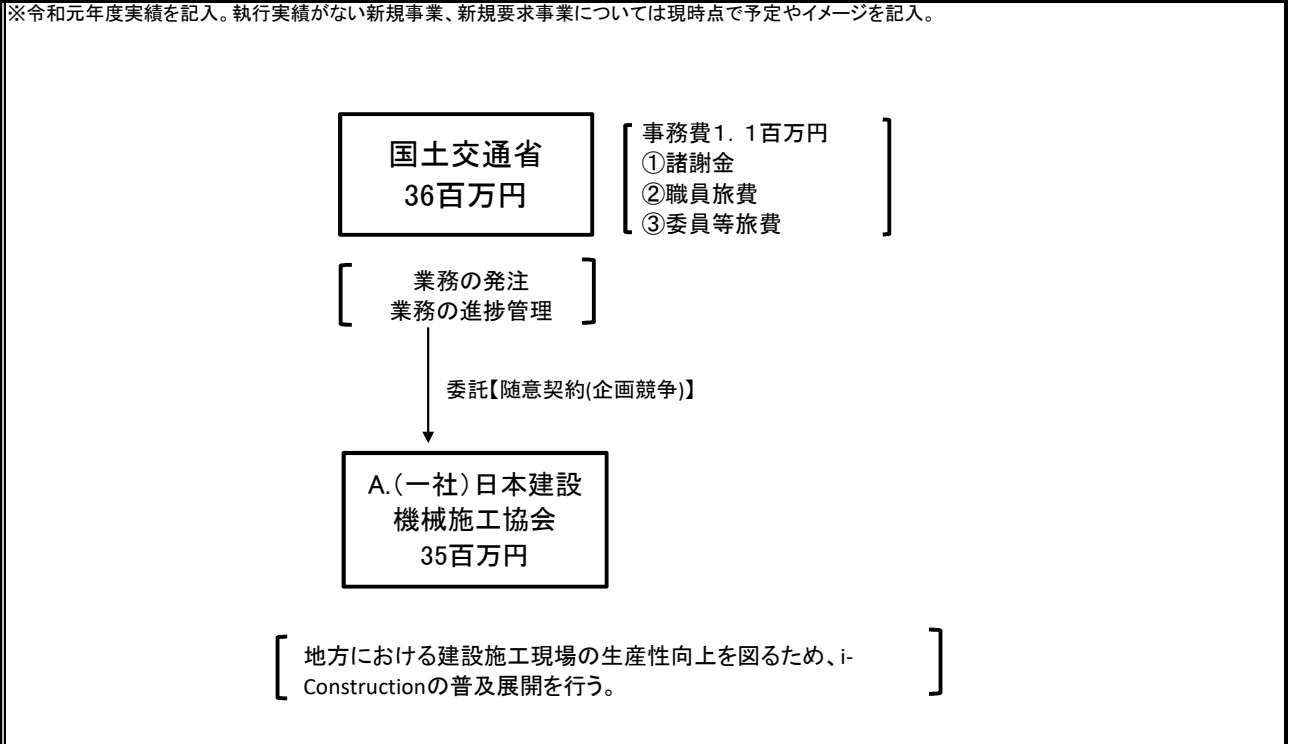 ※令和元年度実績を記入。執行実績がない新規事業、新規要求事業については現時点で予定やイメージを記入。
国土交通省
36百万円
事務費1．1百万円
①諸謝金
②職員旅費
③委員等旅費
業務の発注
業務の進捗管理
委託【随意契約(企画競争)】
A.（一社）日本建設
機械施工協会
35百万円
地方における建設施工現場の生産性向上を図るため、i-
Constructionの普及展開を行う。